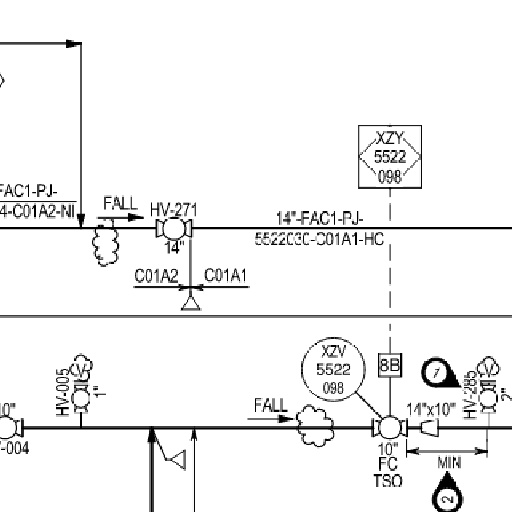 XZY
5522
098
FAC1-PJ-
4-C01A2-NI
FALL
HV-271
14"
14"-FAC1-PJ-
5522030-C01A1-HC
C01A2
C01A1
XZV
5522
098
8B
7
HV-005
1"
V
HV-285
2"
V
10"
-004
FALL
14"x10"
10"
FC
TSO
MIN
2